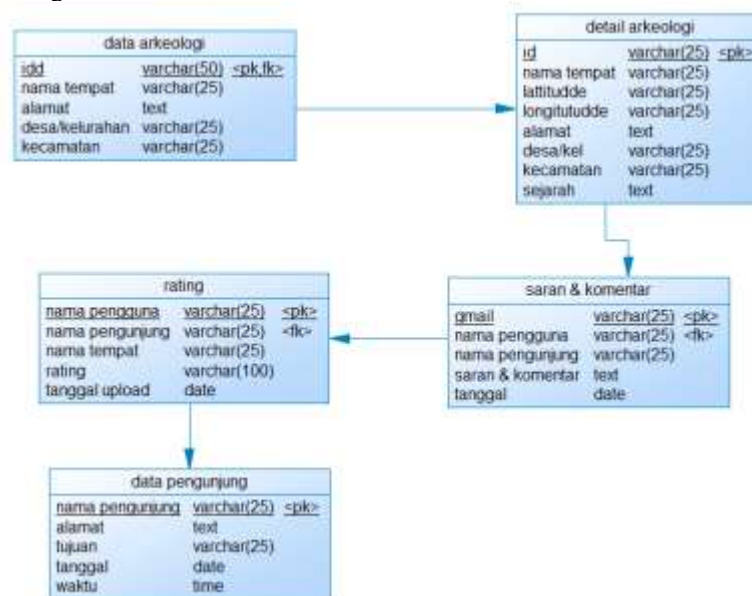 data arkeologi
idd varchar(50) <pk,fk>
nama tempat varchar(25)
alamat text
desa/kelurahan varchar(25)
kecamatan varchar(25)
detail arkeologi
id varchar(25) <pk>
nama tempat varchar(25)
lattitudde varchar(25)
longitutudde varchar(25)
alamat text
desa/kel varchar(25)
kecamatan varchar(25)
sejarah text
rating
nama pengguna varchar(25) <pk>
nama pengunjung varchar(25) <fk>
nama tempat varchar(25)
rating varchar(100)
tanggal upload date
saran & komentar
gmail varchar(25) <pk>
nama pengguna varchar(25) <fk>
nama pengunjung varchar(25)
saran & komentar text
tanggal date
data pengunjung
nama pengunjung varchar(25) <pk>
alamat text
tujuan varchar(25)
tanggal date
waktu time